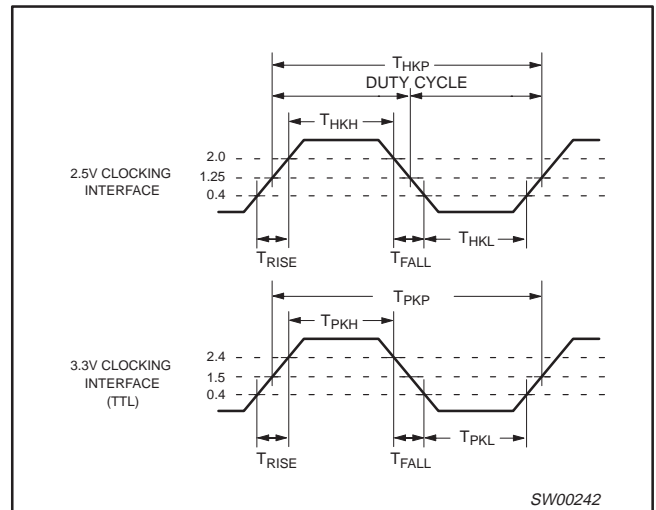 THKP
DUTY CYCLE
THKH
2.5V CLOCKING
INTERFACE
2.0
1.25
0.4
THKL
TRISE
TFALL
TPKP
TPKH
3.3V CLOCKING
INTERFACE
(TTL)
2.4
1.5
0.4
TPKL
TRISE
TFALL
SW00242